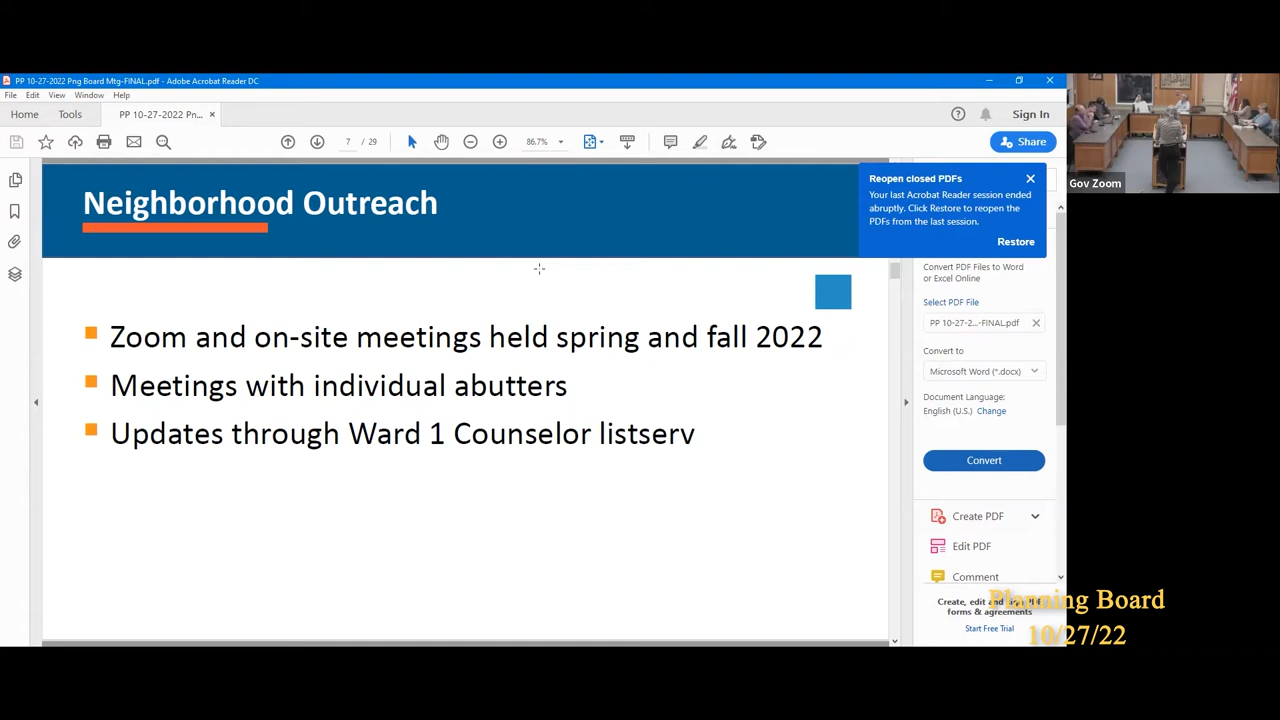 PP 10-27-2022 Png Board Mtg-FINAL.pdf - Adobe Acrobat Reader DC
File Edit View Window Help
Home Tools PP 10-27-2022 Pn... × Sign In
7 / 29 86.7% Share
Neighborhood Outreach
Zoom and on-site meetings held spring and fall 2022
Meetings with individual abutters
Updates through Ward 1 Counselor listserv
Reopen closed PDFs
Your last Acrobat Reader session ended
abruptly. Click Restore to reopen the
PDFs from the last session.
Restore
Convert PDF Files to Word
or Excel Online
Select PDF File
PP 10-27-2...-FINAL.pdf
Convert to
Microsoft Word (*.docx)
Document Language:
English (U.S.) Change
Convert
Create PDF
Edit PDF
Comment
Create, edit and
forms & agreements
Start Free Trial
Gov Zoom
Planning Board
10/27/22